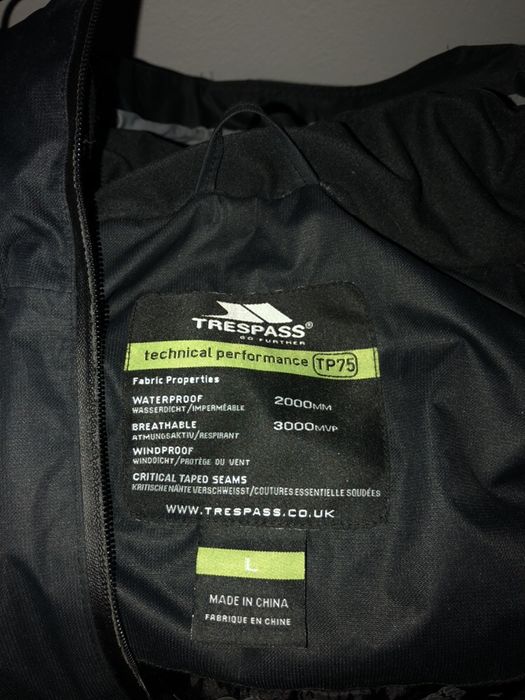 TRESPASS®
GO FURTHER
technical performance TP75
Fabric Properties
WATERPROOF 2000MM
WASSERDICHT/IMPERMÉABLE
BREATHABLE 3000MVP
ATMUNGSAKTIV/RESPIRANT
WINDPROOF
WINDDICHT/PROTÈGE DU VENT
CRITICAL TAPED SEAMS
KRITISCHE NÄHTE VERSCHWEISST/COUTURES ESSENTIELLE SOUDÉES
WWW.TRESPASS.CO.UK
L
MADE IN CHINA
FABRIQUE EN CHINE